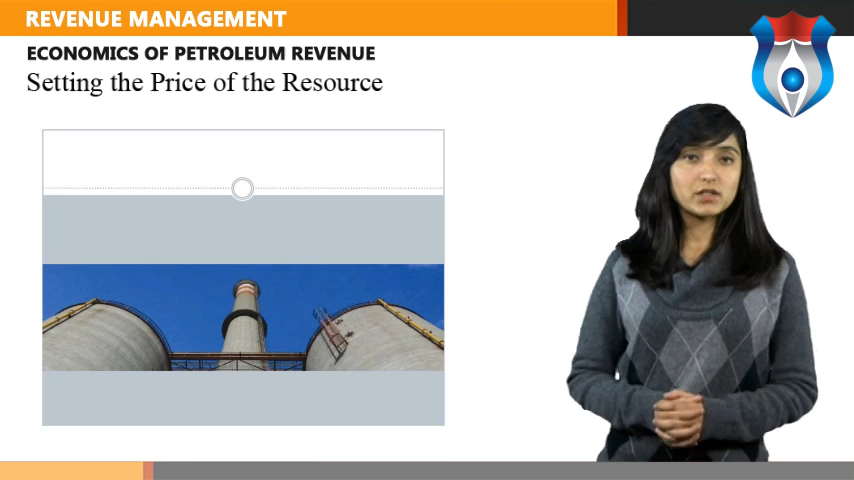 REVENUE MANAGEMENT
ECONOMICS OF PETROLEUM REVENUE
Setting the Price of the Resource